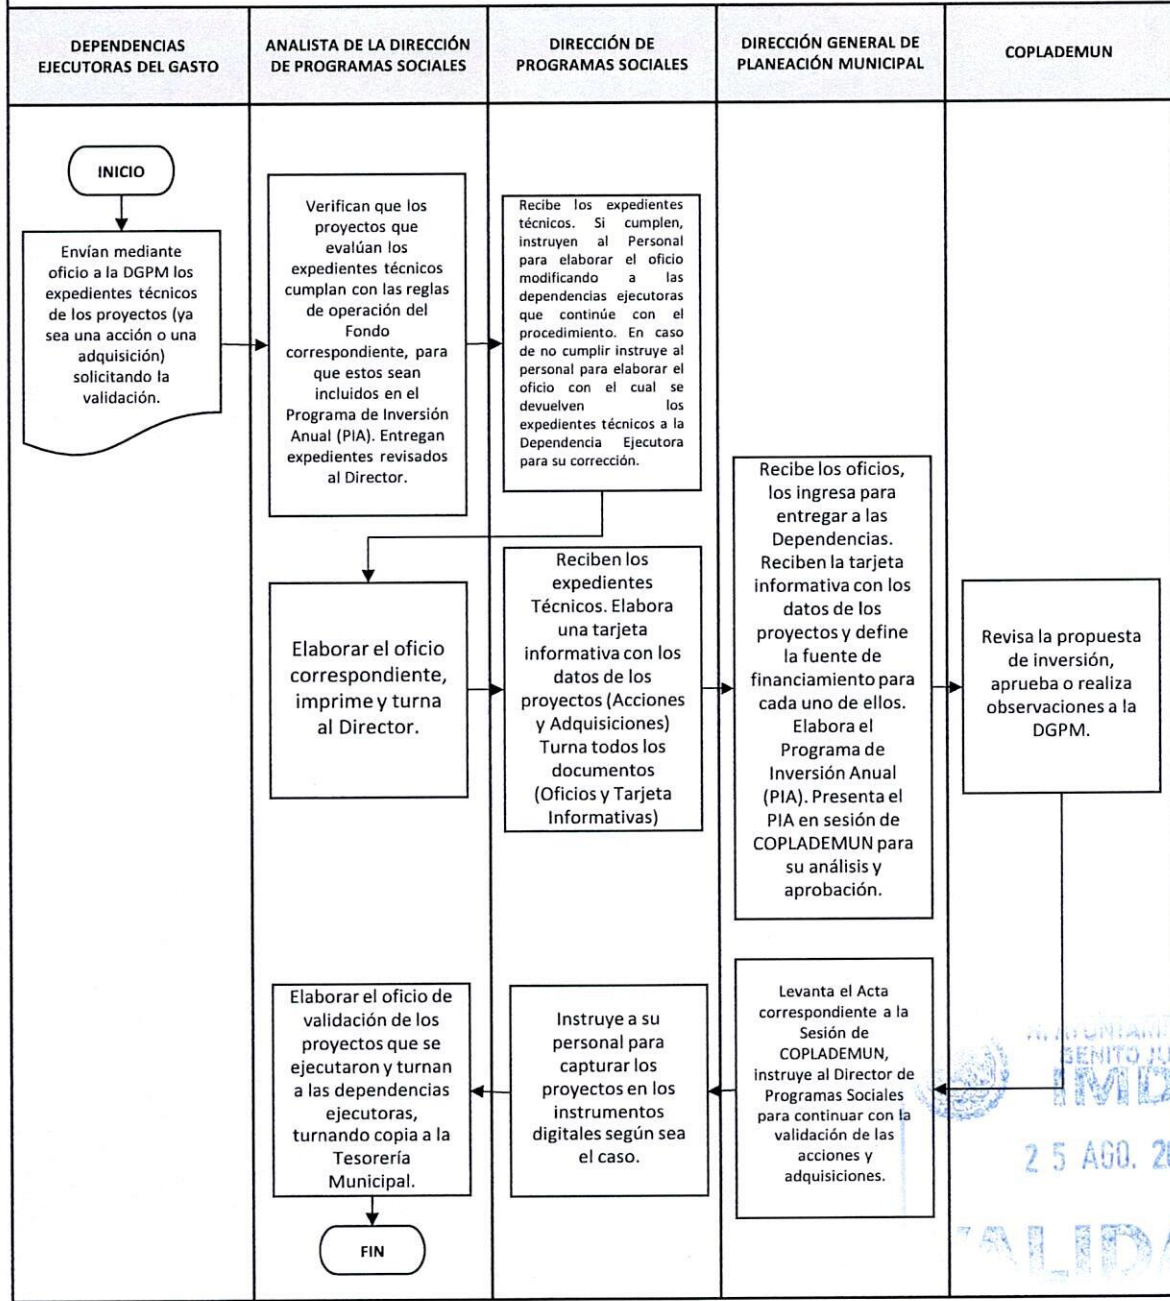 DEPENDENCIAS
EJECUTORAS DEL GASTO
ANALISTA DE LA DIRECCIÓN
DE PROGRAMAS SOCIALES
DIRECCIÓN DE
PROGRAMAS SOCIALES
DIRECCIÓN GENERAL DE
PLANEACIÓN MUNICIPAL
COPLADEMUN
INICIO
Envían mediante
oficio a la DGPM los
expedientes técnicos
de los proyectos (ya
sea una acción o una
adquisición)
solicitando la
validación.
Verifican que los
proyectos que
evalúan los
expedientes técnicos
cumplan con las reglas
de operación del
Fondo
correspondiente, para
que estos sean
incluidos en el
Programa de Inversión
Anual (PIA). Entregan
expedientes revisados
al Director.
Recibe los expedientes
técnicos. Si cumplen,
instruyen al Personal
para elaborar el oficio
modificando a las
dependencias ejecutoras
que continúe con el
procedimiento. En caso
de no cumplir instruye al
personal para elaborar el
oficio con el cual se
devuelven los
expedientes técnicos a la
Dependencia Ejecutora
para su corrección.
Elaborar el oficio
correspondiente,
imprime y turna
al Director.
Reciben los
expedientes
Técnicos. Elabora
una tarjeta
informativa con los
datos de los
proyectos (Acciones
y Adquisiciones)
Turna todos los
documentos
(Oficios y Tarjeta
Informativas)
Recibe los oficios,
los ingresa para
entregar a las
Dependencias.
Reciben la tarjeta
informativa con los
datos de los
proyectos y define
la fuente de
financiamiento para
cada uno de ellos.
Elabora el
Programa de
Inversión Anual
(PIA). Presenta el
PIA en sesión de
COPLADEMUN para
su análisis y
aprobación.
Revisa la propuesta
de inversión,
aprueba o realiza
observaciones a la
DGPM.
Levanta el Acta
correspondiente a la
Sesión de
COPLADEMUN,
instruye al Director de
Programas Sociales
para continuar con la
validación de las
acciones y
adquisiciones.
Instruye a su
personal para
capturar los
proyectos en los
instrumentos
digitales según sea
el caso.
Elaborar el oficio de
validación de los
proyectos que se
ejecutaron y turnan
a las dependencias
ejecutoras,
turnando copia a la
Tesorería
Municipal.
FIN
BENITO JU
IMD
25 AGO. 2
ALIDA